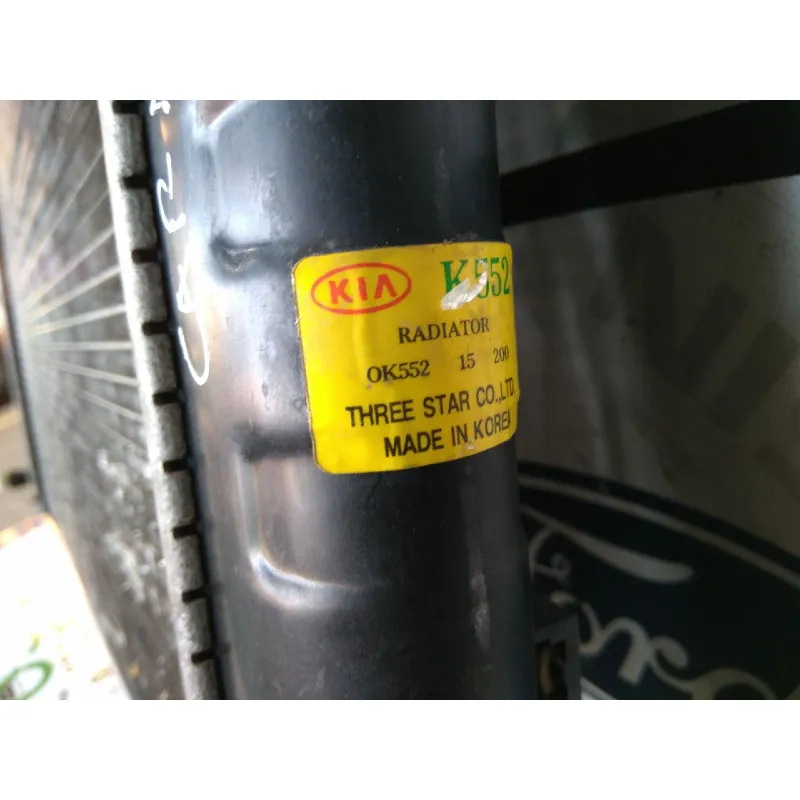 KIA K552
RADIATOR
OK552 15 200
THREE STAR CO.,LTD
MADE IN KOREA